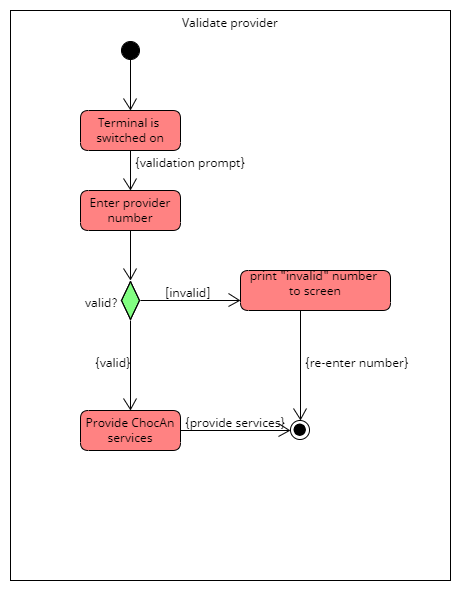 Validate provider
Terminal is
switched on
{validation prompt}
Enter provider
number
valid?
[invalid]
print "invalid" number
to screen
{valid}
{re-enter number}
Provide ChocAn
services
{provide services}